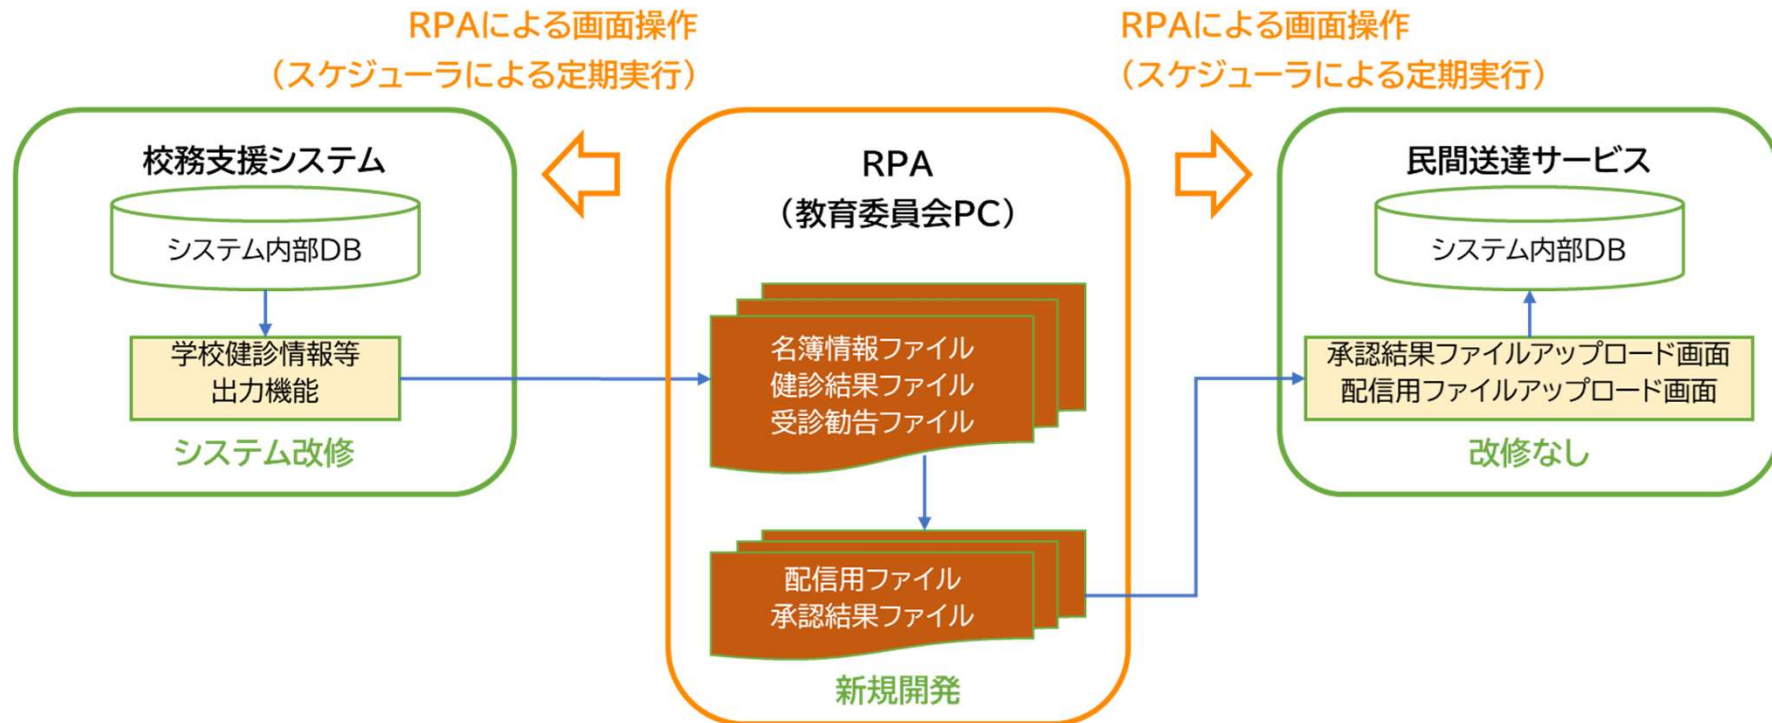 RPAによる画面操作
（スケジューラによる定期実行）
RPAによる画面操作
（スケジューラによる定期実行）
校務支援システム
システム内部DB
学校健診情報等
出力機能
システム改修
RPA
（教育委員会PC）
名簿情報ファイル
健診結果ファイル
受診勧告ファイル
配信用ファイル
承認結果ファイル
新規開発
民間送達サービス
システム内部DB
承認結果ファイルアップロード画面
配信用ファイルアップロード画面
改修なし